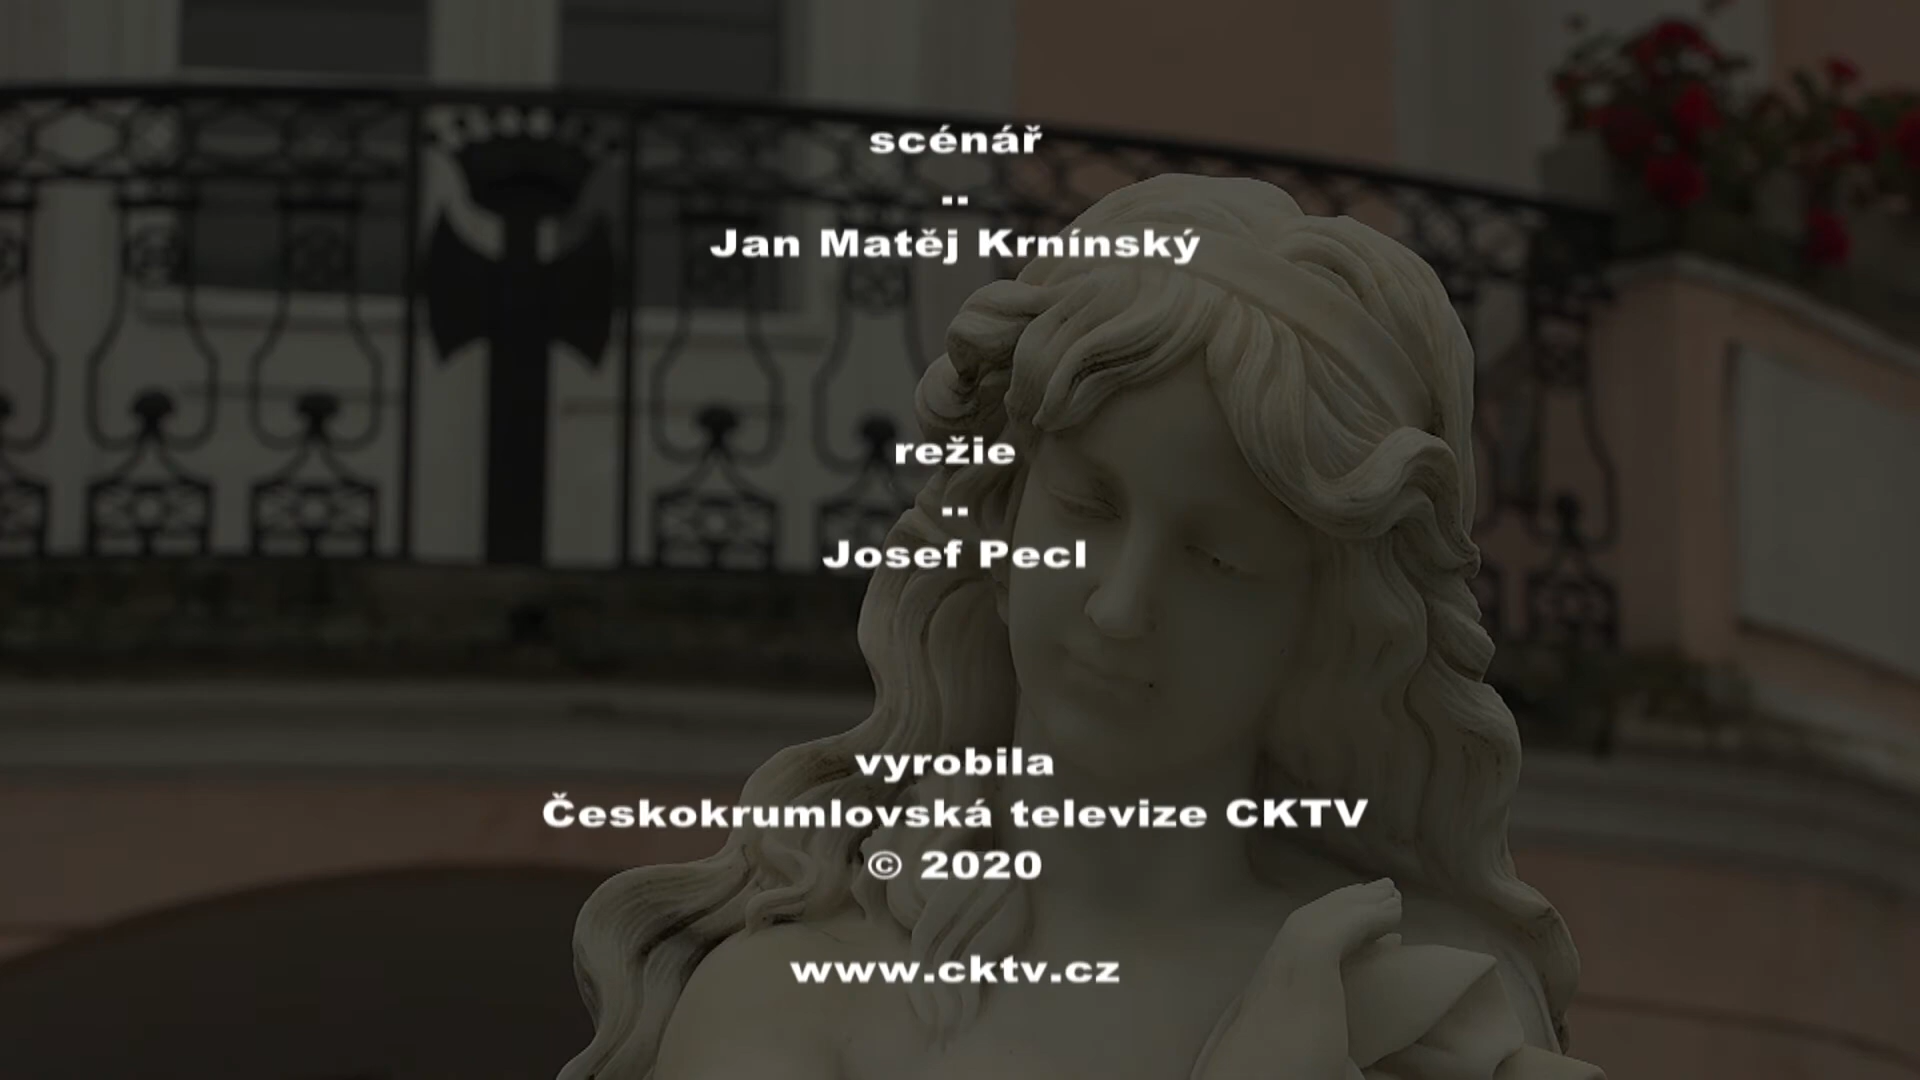 scénář
--
Jan Matěj Krnínský
režie
--
Josef Pecl
vyrobila
Českokrumlovská televize CKTV
© 2020
www.cktv.cz